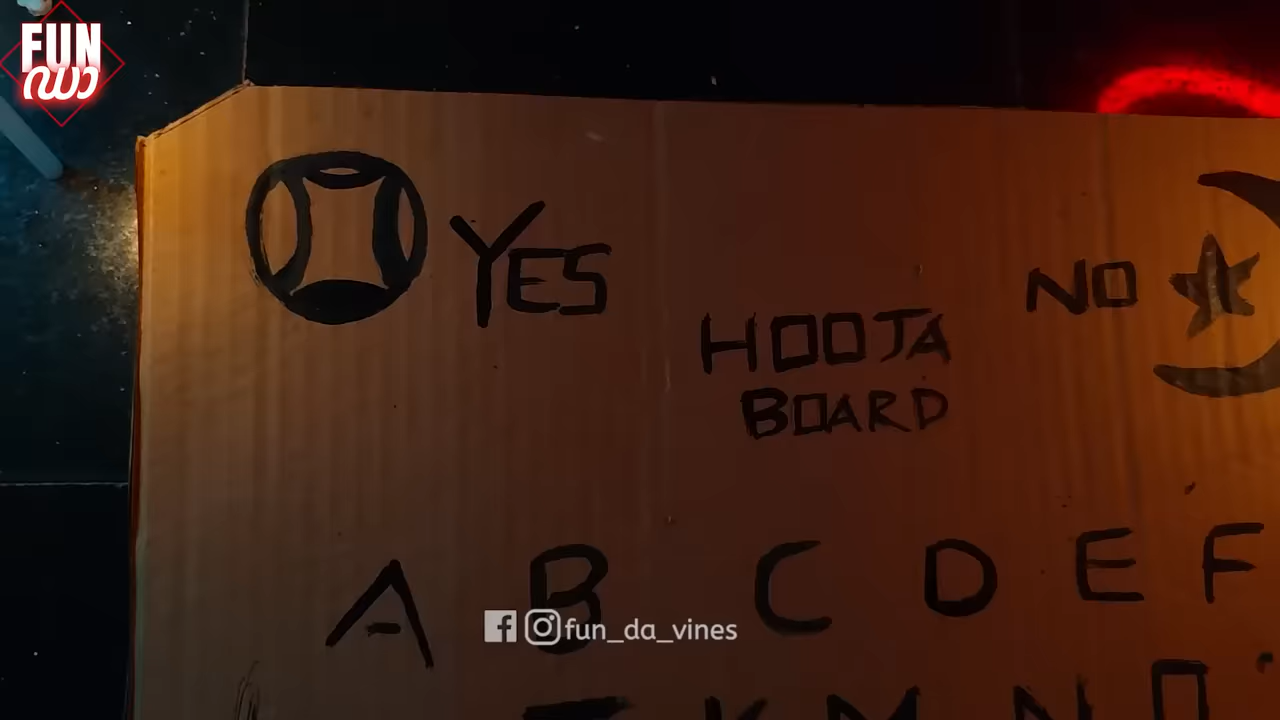 FUN
ഡാ
YES
NO
HOOJA
BOARD
A B C D E F
K M N O
fun_da_vines